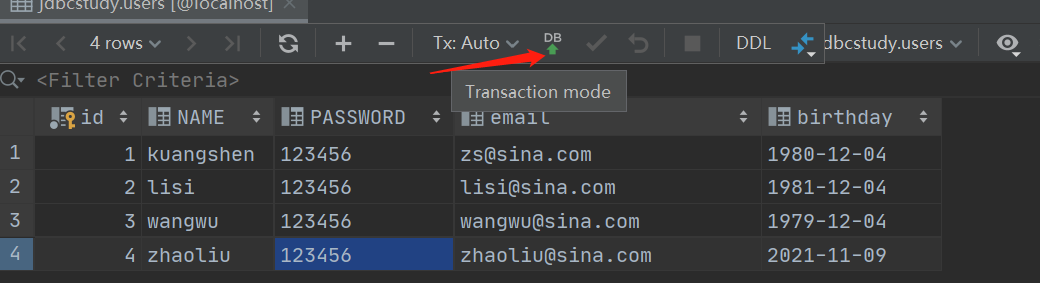 jdbcstudy.users [@localhost]
4 rows Tx: Auto DB DDL dbcstudy.users
Transaction mode
<Filter Criteria>
id NAME PASSWORD email birthday
1 1 kuangshen 123456 zs@sina.com 1980-12-04
2 2 lisi 123456 lisi@sina.com 1981-12-04
3 3 wangwu 123456 wangwu@sina.com 1979-12-04
4 4 zhaoliu 123456 zhaoliu@sina.com 2021-11-09